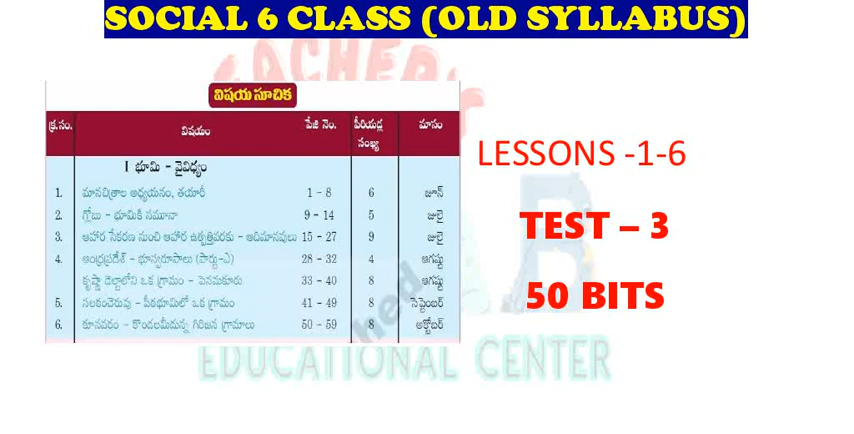 SOCIAL 6 CLASS (OLD SYLLABUS)
విషయ సూచిక
క్ర.సం. విషయం పేజీ నెం. పీరియడ్ల సంఖ్య మాసం
I భూమి - వైవిధ్యం
1. మానచిత్రాల అధ్యయనం, తయారీ 1 - 8 6 జూన్
2. గ్లోబు - భూమికి నమూనా 9 - 14 5 జులై
3. ఆహార సేకరణ నుంచి ఆహార ఉత్పత్తివరకు - ఆదిమానవులు 15 - 27 9 జులై
4. ఆంధ్రప్రదేశ్ - భూస్వరూపాలు (పార్టు-ఎ) 28 - 32 4 ఆగష్టు
కృష్ణా డెల్టాలోని ఒక గ్రామం - పెనమకూరు 33 - 40 8 ఆగష్టు
5. సలకంచెరువు - పీఠభూమిలో ఒక గ్రామం 41 - 49 8 సెప్టెంబర్
6. కూనవరం - కొండలమీదున్న గిరిజన గ్రామాలు 50 - 59 8 అక్టోబర్
LESSONS -1-6
TEST – 3
50 BITS
EDUCATIONAL CENTER